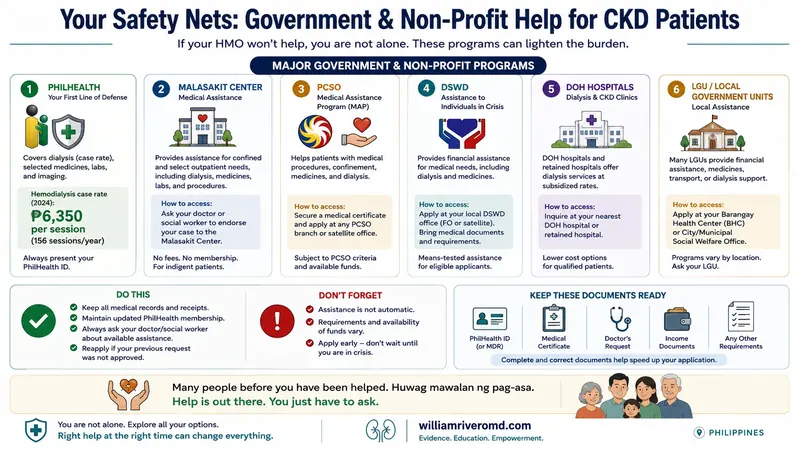 Your Safety Nets: Government & Non-Profit Help for CKD Patients
If your HMO won't help, you are not alone. These programs can lighten the burden.
MAJOR GOVERNMENT & NON-PROFIT PROGRAMS
1
PHILHEALTH
Your First Line of Defense
Covers dialysis (case rate),
selected medicines, labs,
and imaging.
Hemodialysis case rate
(2024):
₱6,350
per session
(156 sessions/year)
Always present your
PhilHealth ID.
2
MALASAKIT CENTER
Medical Assistance
Provides assistance for confined
and select outpatient needs,
including dialysis, medicines,
labs, and procedures.
How to access:
Ask your doctor or
social worker to endorse
your case to the
Malasakit Center.
No fees. No membership.
For indigent patients.
3
PCSO
Medical Assistance
Program (MAP)
Helps patients with medical
procedures, confinement,
medicines, and dialysis.
How to access:
Secure a medical certificate
and apply at any PCSO
branch or satellite office.
Subject to PCSO criteria
and available funds.
4
DSWD
Assistance to
Individuals in Crisis
Provides financial assistance
for medical needs, including
dialysis and medicines.
How to access:
Apply at your local DSWD
office (FO or satellite).
Bring medical documents
and requirements.
Means-tested assistance
for eligible applicants.
5
DOH HOSPITALS
Dialysis & CKD Clinics
DOH hospitals and
retained hospitals offer
dialysis services at
subsidized rates.
How to access:
Inquire at your nearest
DOH hospital or
retained hospital.
Lower cost options
for qualified patients.
6
LGU / LOCAL
GOVERNMENT UNITS
Local Assistance
Many LGUs provide financial
assistance, medicines,
transport, or dialysis support.
How to access:
Apply at your Barangay
Health Center (BHC)
or City/Municipal
Social Welfare Office.
Programs vary by location.
Ask your LGU.
DO THIS
Keep all medical records and receipts.
Maintain updated PhilHealth membership.
Always ask your doctor/social worker
about available assistance.
Reapply if your previous request
was not approved.
DON'T FORGET
Assistance is not automatic.
Requirements and availability
of funds vary.
Apply early – don't wait until
you are in crisis.
KEEP THESE DOCUMENTS READY
PhilHealth ID
(or MDR)
Medical
Certificate
Doctor's
Request
Income
Documents
Any Other
Requirements
Complete and correct documents help speed up your application.
Many people before you have been helped. Huwag mawalan ng pag-asa.
Help is out there. You just have to ask.
You are not alone. Explore all your options.
Right help at the right time can change everything.
williamriveromd.com
Evidence. Education. Empowerment.
PHILIPPINES